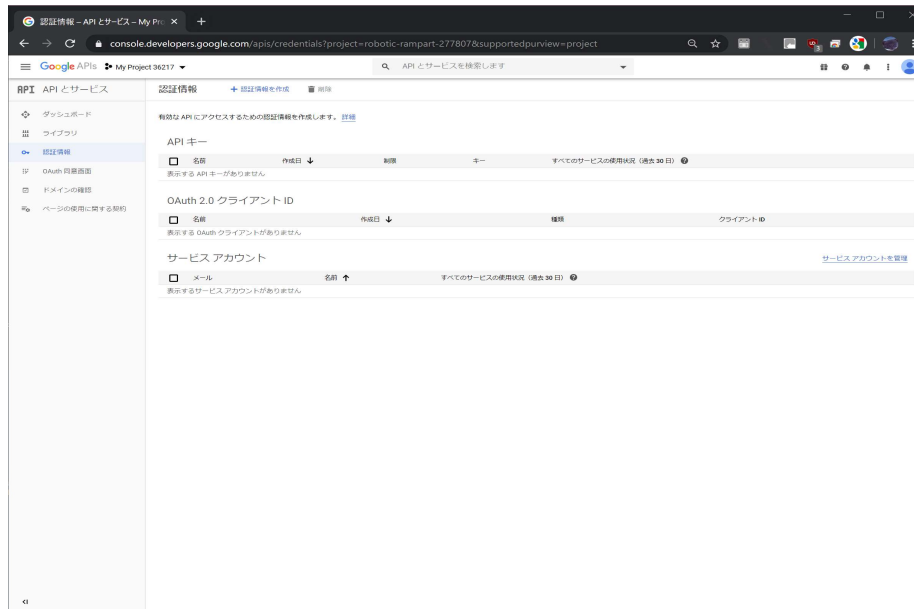 認証情報 – API とサービス – My Pro
console.developers.google.com/apis/credentials?project=robotic-rampart-277807&supportedpurview=project
Google APIs My Project 36217 API とサービスを検索します
API API とサービス 認証情報 + 認証情報を作成 削除
ダッシュボード
ライブラリ
認証情報
OAuth 同意画面
ドメインの確認
ページの使用に関する契約
有効な API にアクセスするための認証情報を作成します。 詳細
API キー
名前 作成日 制限 キー すべてのサービスの使用状況（過去 30 日）
表示する API キーがありません
OAuth 2.0 クライアント ID
名前 作成日 種類 クライアント ID
表示する OAuth クライアントがありません
サービス アカウント サービス アカウントを管理
メール 名前 すべてのサービスの使用状況（過去 30 日）
表示するサービス アカウントがありません